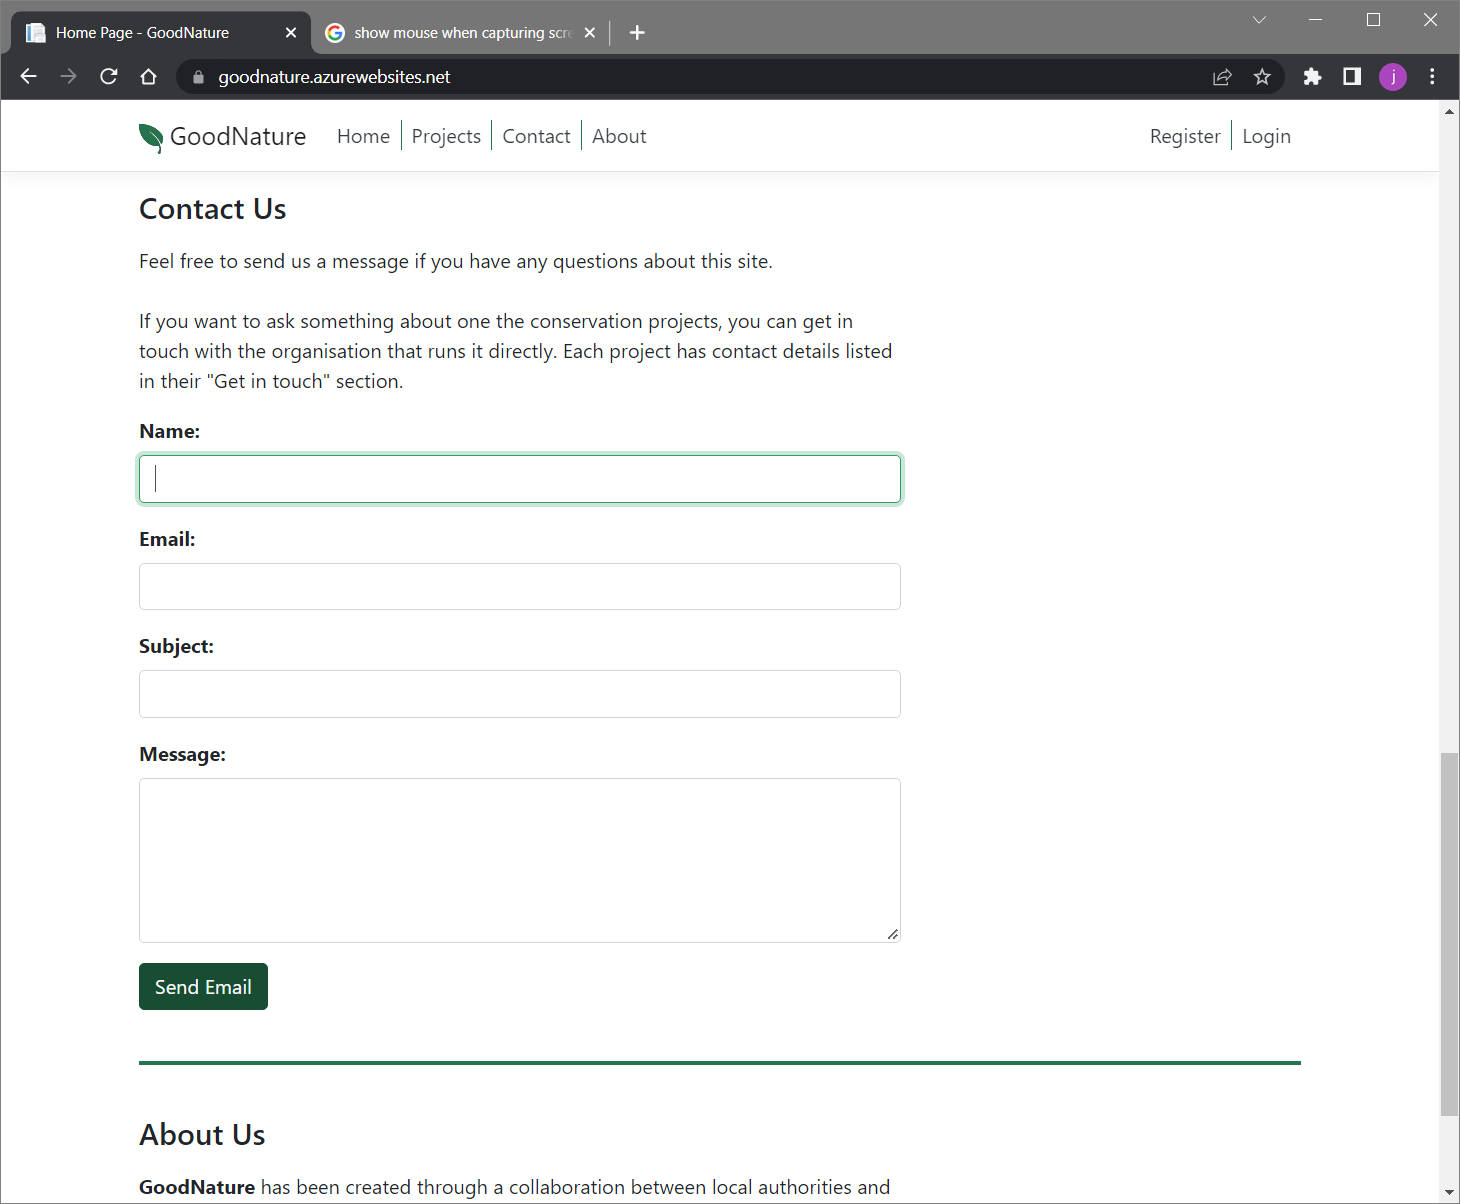 Home Page - GoodNature
show mouse when capturing scre
goodnature.azurewebsites.net
j
GoodNature
Home
Projects
Contact
About
Register
Login
Contact Us
Feel free to send us a message if you have any questions about this site.
If you want to ask something about one the conservation projects, you can get in
touch with the organisation that runs it directly. Each project has contact details listed
in their "Get in touch" section.
Name:
Email:
Subject:
Message:
Send Email
About Us
GoodNature has been created through a collaboration between local authorities and